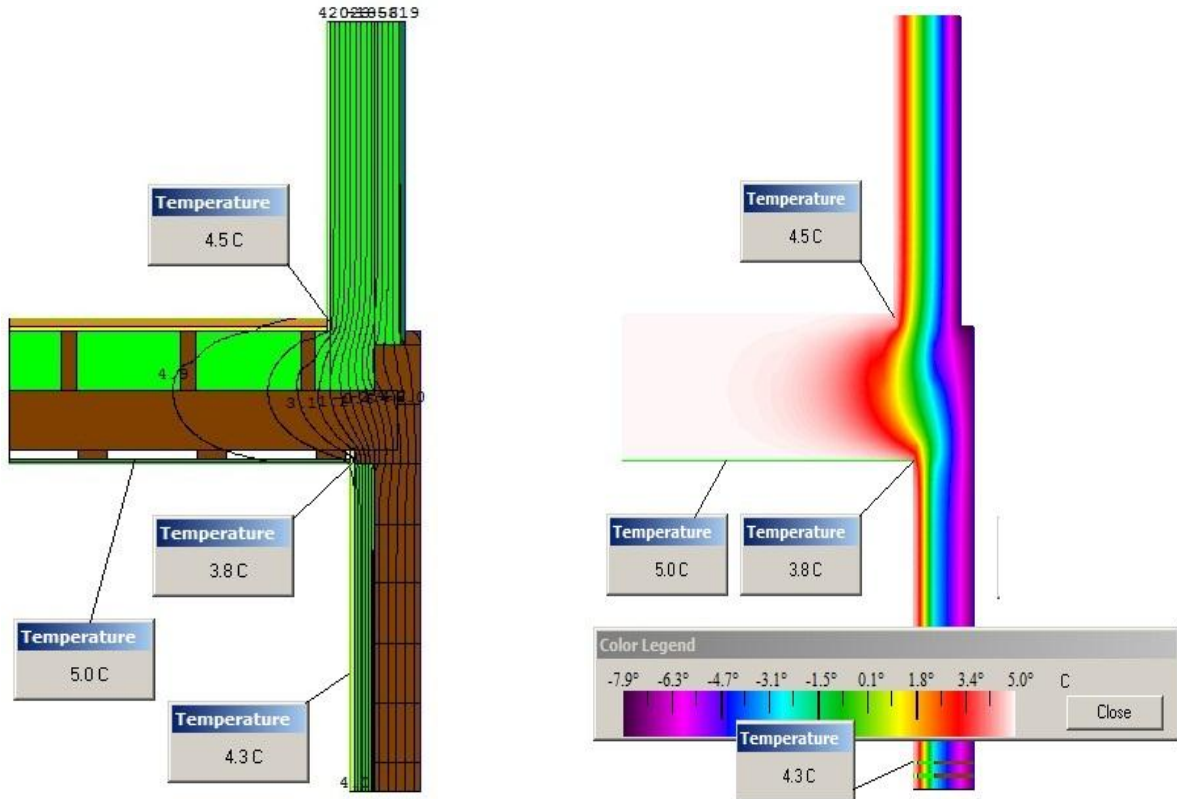 Temperature
4.5 C
4.9
Temperature
3.8 C
Temperature
5.0 C
Temperature
4.3 C
Temperature
4.5 C
Temperature
5.0 C
Temperature
3.8 C
Color Legend
-7.9° -6.3° -4.7° -3.1° -1.5° 0.1° 1.8° 3.4° 5.0° C
Close
Temperature
4.3 C